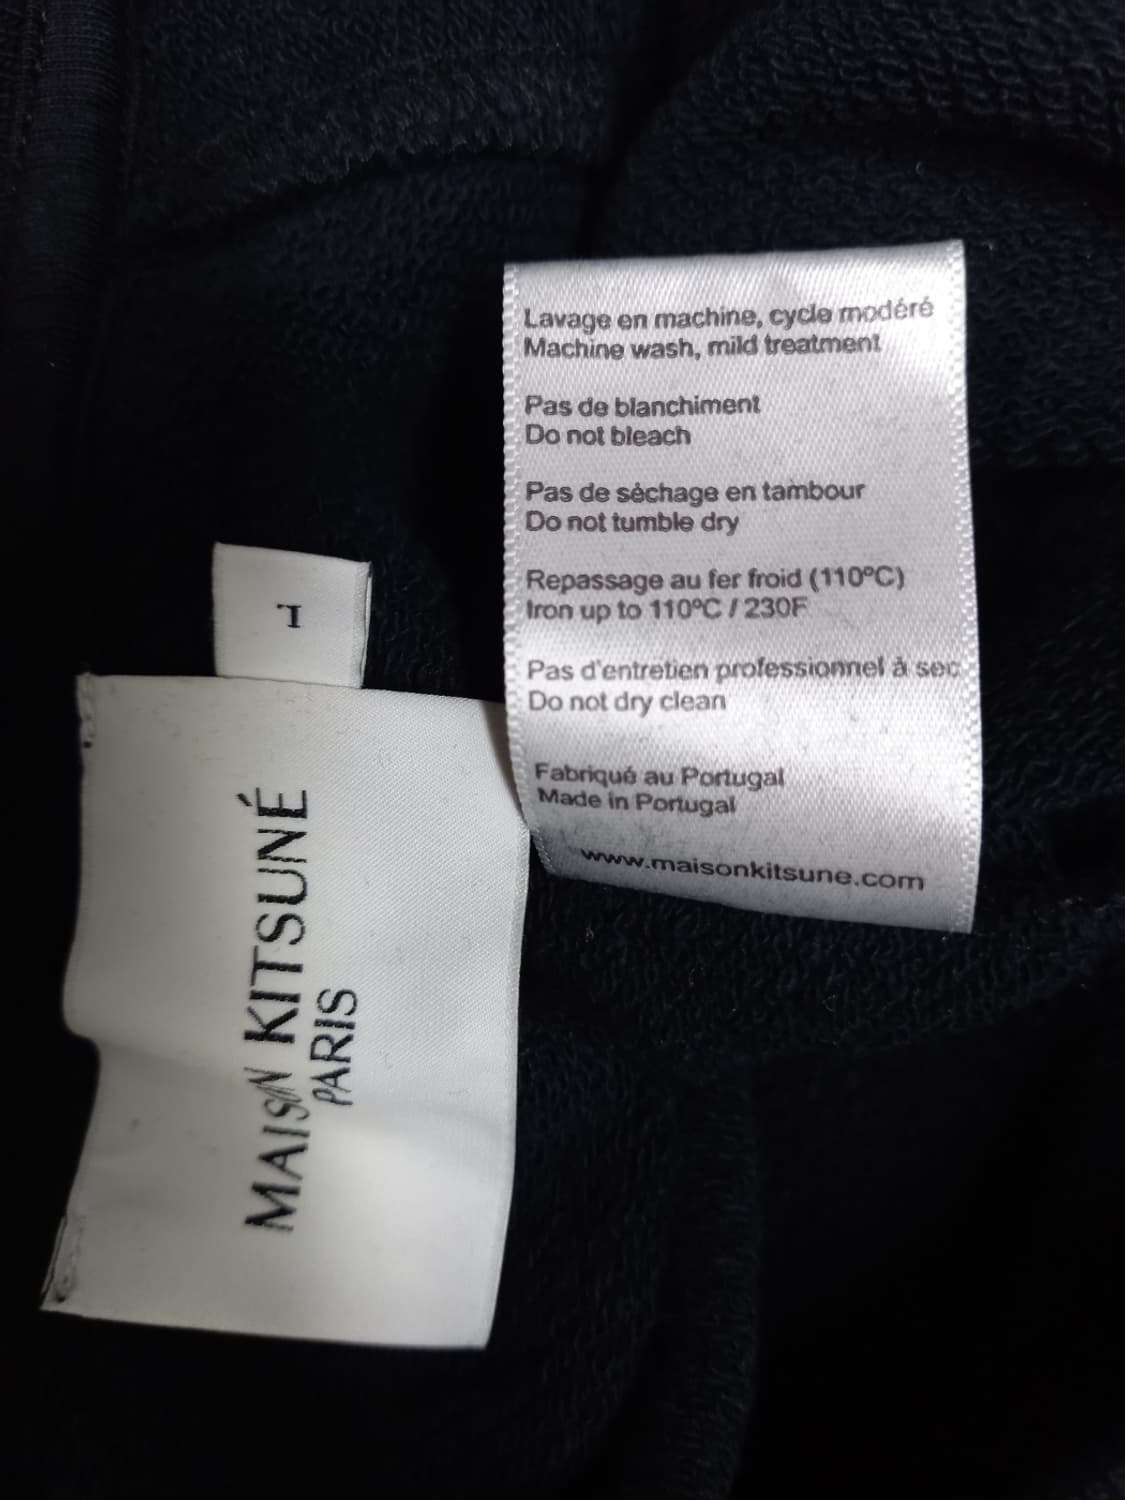 Lavage en machine, cycle modéré
Machine wash, mild treatment
Pas de blanchiment
Do not bleach
Pas de séchage en tambour
Do not tumble dry
Repassage au fer froid (110ºC)
Iron up to 110ºC / 230F
Pas d'entretien professionnel à sec
Do not dry clean
Fabriqué au Portugal
Made in Portugal
www.maisonkitsune.com
L
MAISON KITSUNÉ
PARIS